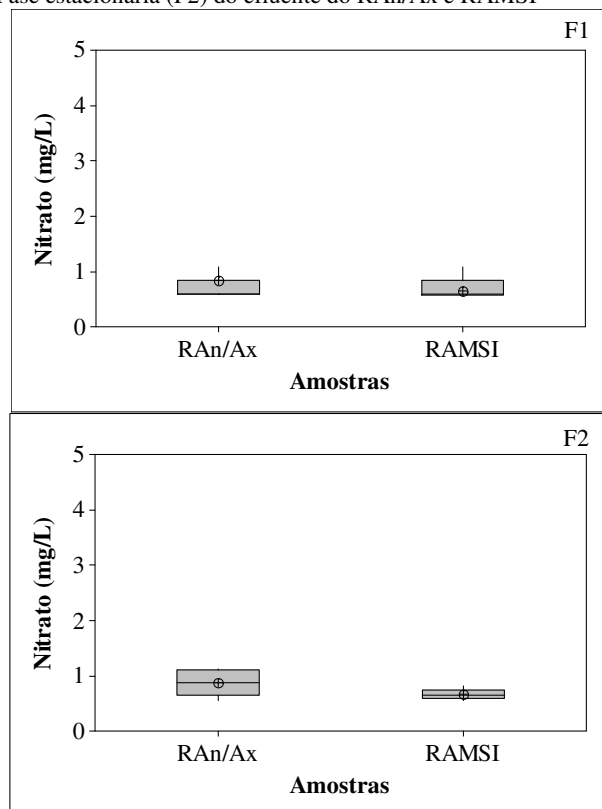 Fase estacionária (F2) do efluente do RAn/Ax e RAMSI
F1
5
4
3
2
1
0
Nitrato (mg/L)
RAn/Ax RAMSI
Amostras
F2
5
4
3
2
1
0
Nitrato (mg/L)
RAn/Ax RAMSI
Amostras